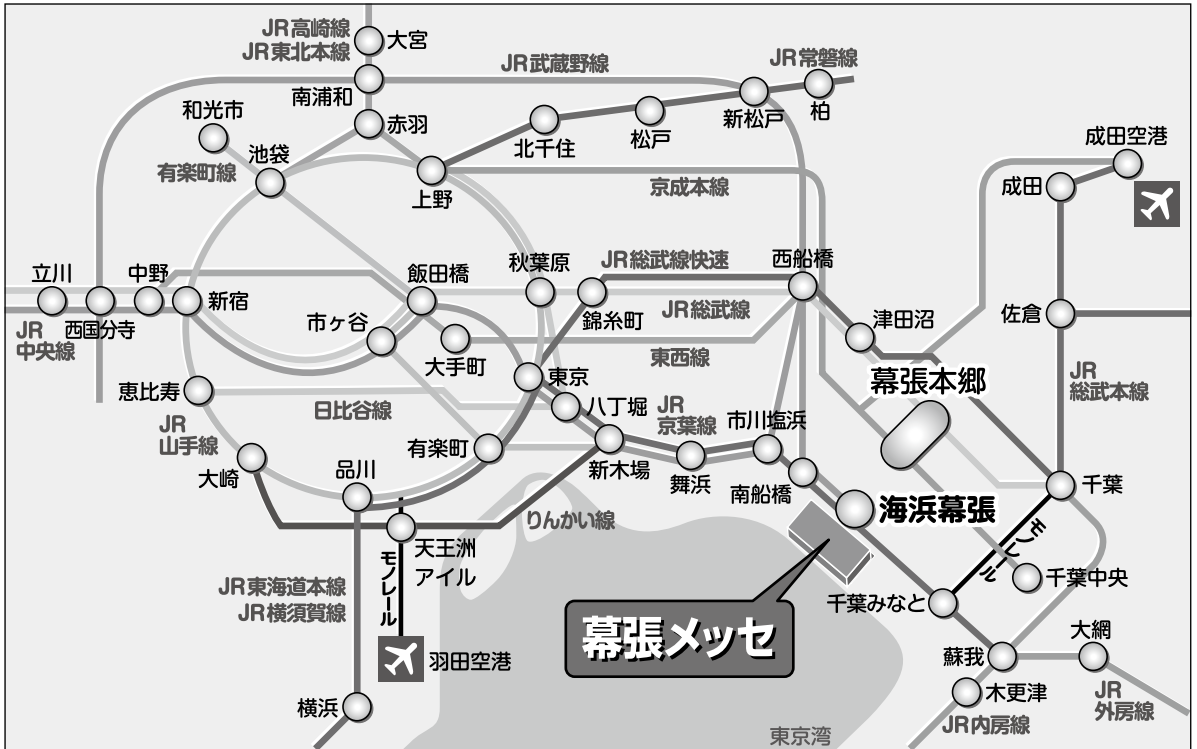 JR高崎線
JR東北本線
大宮
JR武蔵野線
JR常磐線
南浦和
和光市
赤羽
北千住
松戸
新松戸
柏
成田空港
池袋
有楽町線
上野
京成本線
成田
立川
中野
新宿
飯田橋
秋葉原
JR総武線快速
西船橋
JR
中央線
西国分寺
市ヶ谷
大手町
錦糸町
JR総武線
東西線
津田沼
佐倉
恵比寿
日比谷線
東京
八丁堀
JR
京葉線
市川塩浜
幕張本郷
JR
総武本線
JR
山手線
大崎
品川
有楽町
新木場
舞浜
南船橋
海浜幕張
千葉
りんかい線
天王洲
アイル
モノレール
モノレール
千葉中央
JR東海道本線
JR横須賀線
幕張メッセ
千葉みなと
羽田空港
蘇我
大網
横浜
木更津
JR内房線
JR
外房線
東京湾